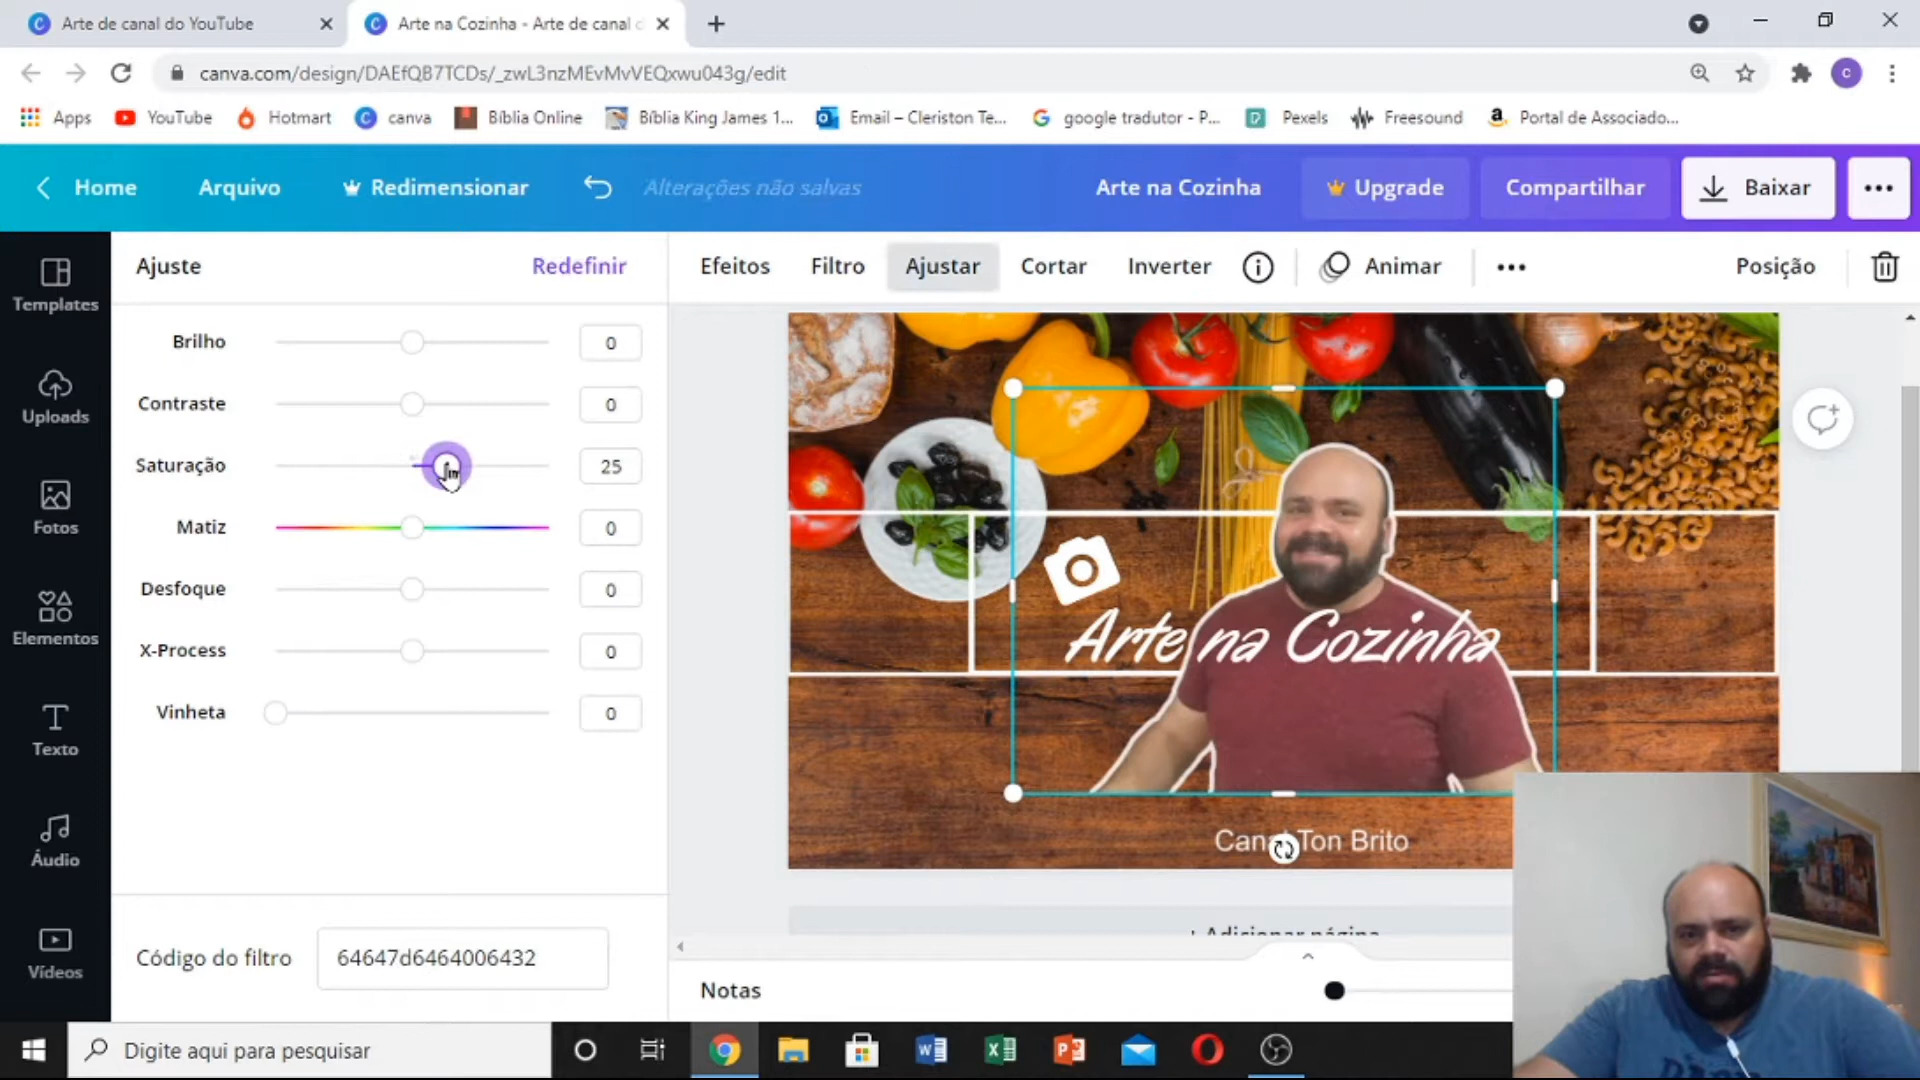 Arte de canal do YouTube
Arte na Cozinha - Arte de canal d
canva.com/design/DAEfQB7TCDs/_zwL3nzMEvMvVEQxwu043g/edit
C
Apps YouTube Hotmart canva Bíblia Online Bíblia King James 1... Email – Cleriston Te... google tradutor - P... Pexels Freesound Portal de Associado...
Home Arquivo Redimensionar Alterações não salvas Arte na Cozinha Upgrade Compartilhar Baixar
Templates
Uploads
Fotos
Elementos
Texto
Áudio
Vídeos
Ajuste Redefinir
Brilho 0
Contraste 0
Saturação 25
Matiz 0
Desfoque 0
X-Process 0
Vinheta 0
Código do filtro 64647d6464006432
Efeitos Filtro Ajustar Cortar Inverter Animar Posição
Arte na Cozinha
Canal Ton Brito
+ Adicionar página
Notas
Digite aqui para pesquisar